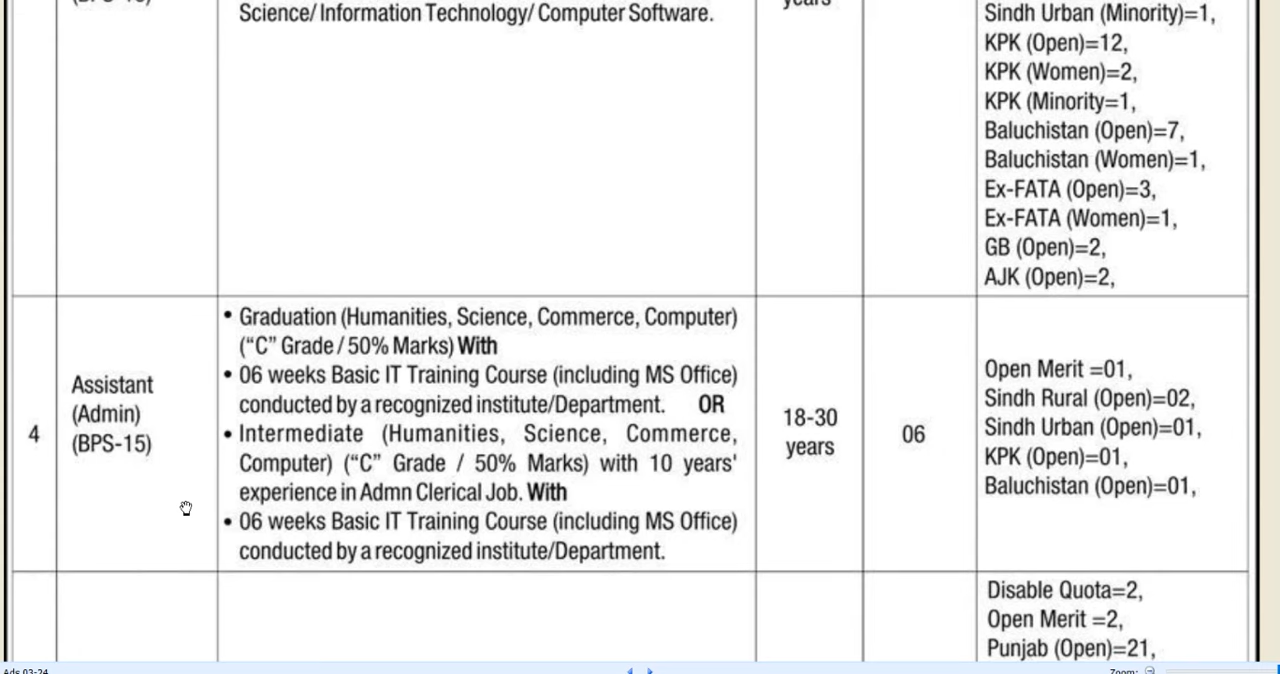 Science/ Information Technology/ Computer Software.
years
Sindh Urban (Minority)=1,
KPK (Open)=12,
KPK (Women)=2,
KPK (Minority=1,
Baluchistan (Open)=7,
Baluchistan (Women)=1,
Ex-FATA (Open)=3,
Ex-FATA (Women)=1,
GB (Open)=2,
AJK (Open)=2,
4
Assistant
(Admin)
(BPS-15)
• Graduation (Humanities, Science, Commerce, Computer)
(“C” Grade / 50% Marks) With
• 06 weeks Basic IT Training Course (including MS Office)
conducted by a recognized institute/Department. OR
• Intermediate (Humanities, Science, Commerce,
Computer) (“C” Grade / 50% Marks) with 10 years'
experience in Admn Clerical Job. With
• 06 weeks Basic IT Training Course (including MS Office)
conducted by a recognized institute/Department.
18-30
years
06
Open Merit =01,
Sindh Rural (Open)=02,
Sindh Urban (Open)=01,
KPK (Open)=01,
Baluchistan (Open)=01,
Disable Quota=2,
Open Merit =2,
Punjab (Open)=21,
Ads 03-24
Zoom: